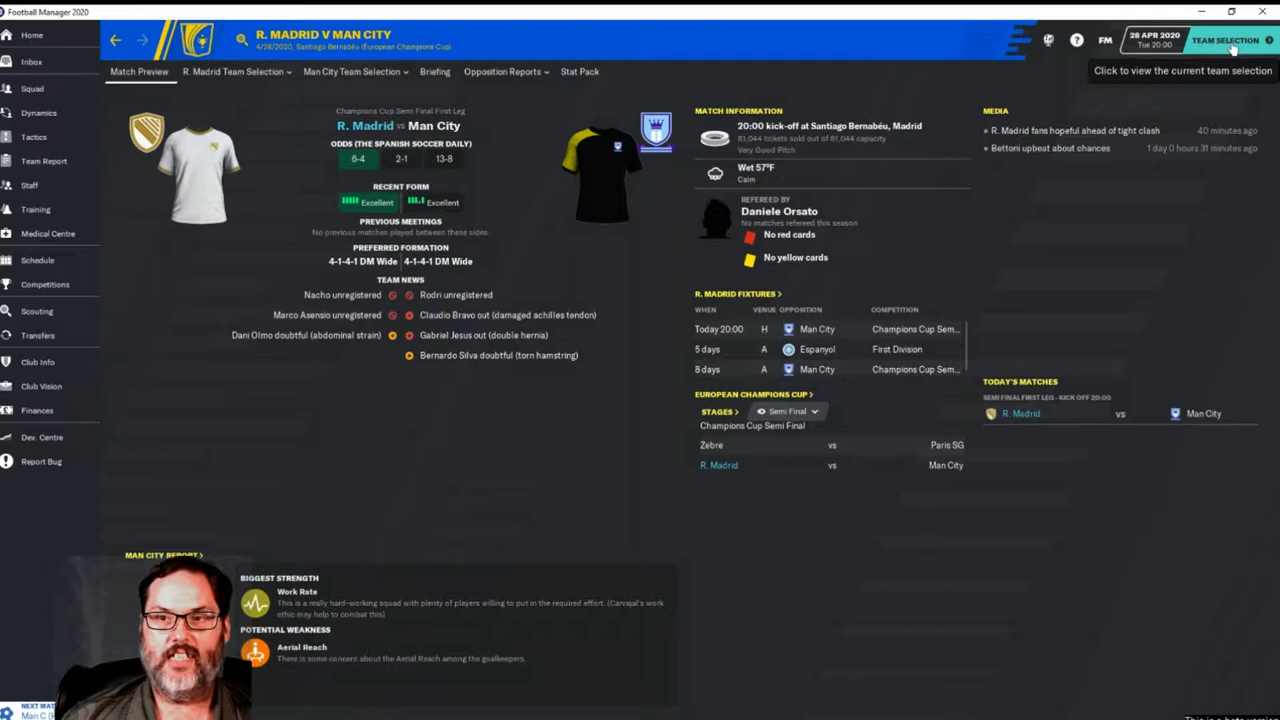 Football Manager 2020
Home
Inbox
Squad
Dynamics
Tactics
Team Report
Staff
Training
Medical Centre
Schedule
Competitions
Scouting
Transfers
Club Info
Club Vision
Finances
Dev. Centre
Report Bug
NEXT MAT
Man C (H
R. MADRID V MAN CITY
4/28/2020, Santiago Bernabéu (European Champions Cup)
FM
28 APR 2020
Tue 20:00
TEAM SELECTION
Click to view the current team selection
Match Preview
R. Madrid Team Selection
Man City Team Selection
Briefing
Opposition Reports
Stat Pack
Champions Cup Semi Final First Leg
R. Madrid vs Man City
ODDS (THE SPANISH SOCCER DAILY)
6-4 2-1 13-8
RECENT FORM
Excellent Excellent
PREVIOUS MEETINGS
No previous matches played between these sides.
PREFERRED FORMATION
4-1-4-1 DM Wide 4-1-4-1 DM Wide
TEAM NEWS
Nacho unregistered Rodri unregistered
Marco Asensio unregistered Claudio Bravo out (damaged achilles tendon)
Dani Olmo doubtful (abdominal strain) Gabriel Jesus out (double hernia)
Bernardo Silva doubtful (torn hamstring)
MAN CITY REPORT >
BIGGEST STRENGTH
Work Rate
This is a really hard-working squad with plenty of players willing to put in the required effort. (Carvajal's work
ethic may help to combat this)
POTENTIAL WEAKNESS
Aerial Reach
There is some concern about the Aerial Reach among the goalkeepers.
MATCH INFORMATION
20:00 kick-off at Santiago Bernabéu, Madrid
81,044 tickets sold out of 81,044 capacity
Very Good Pitch
Wet 57°F
Calm
REFEREED BY
Daniele Orsato
No matches refereed this season
No red cards
No yellow cards
R. MADRID FIXTURES >
WHEN VENUE OPPOSITION COMPETITION
Today 20:00 H Man City Champions Cup Sem...
5 days A Espanyol First Division
8 days A Man City Champions Cup Sem...
EUROPEAN CHAMPIONS CUP >
STAGES > Semi Final
Champions Cup Semi Final
Zebre vs Paris SG
R. Madrid vs Man City
MEDIA
R. Madrid fans hopeful ahead of tight clash 40 minutes ago
Bettoni upbeat about chances 1 day 0 hours 31 minutes ago
TODAY'S MATCHES
SEMI FINAL FIRST LEG - KICK OFF 20:00
R. Madrid vs Man City